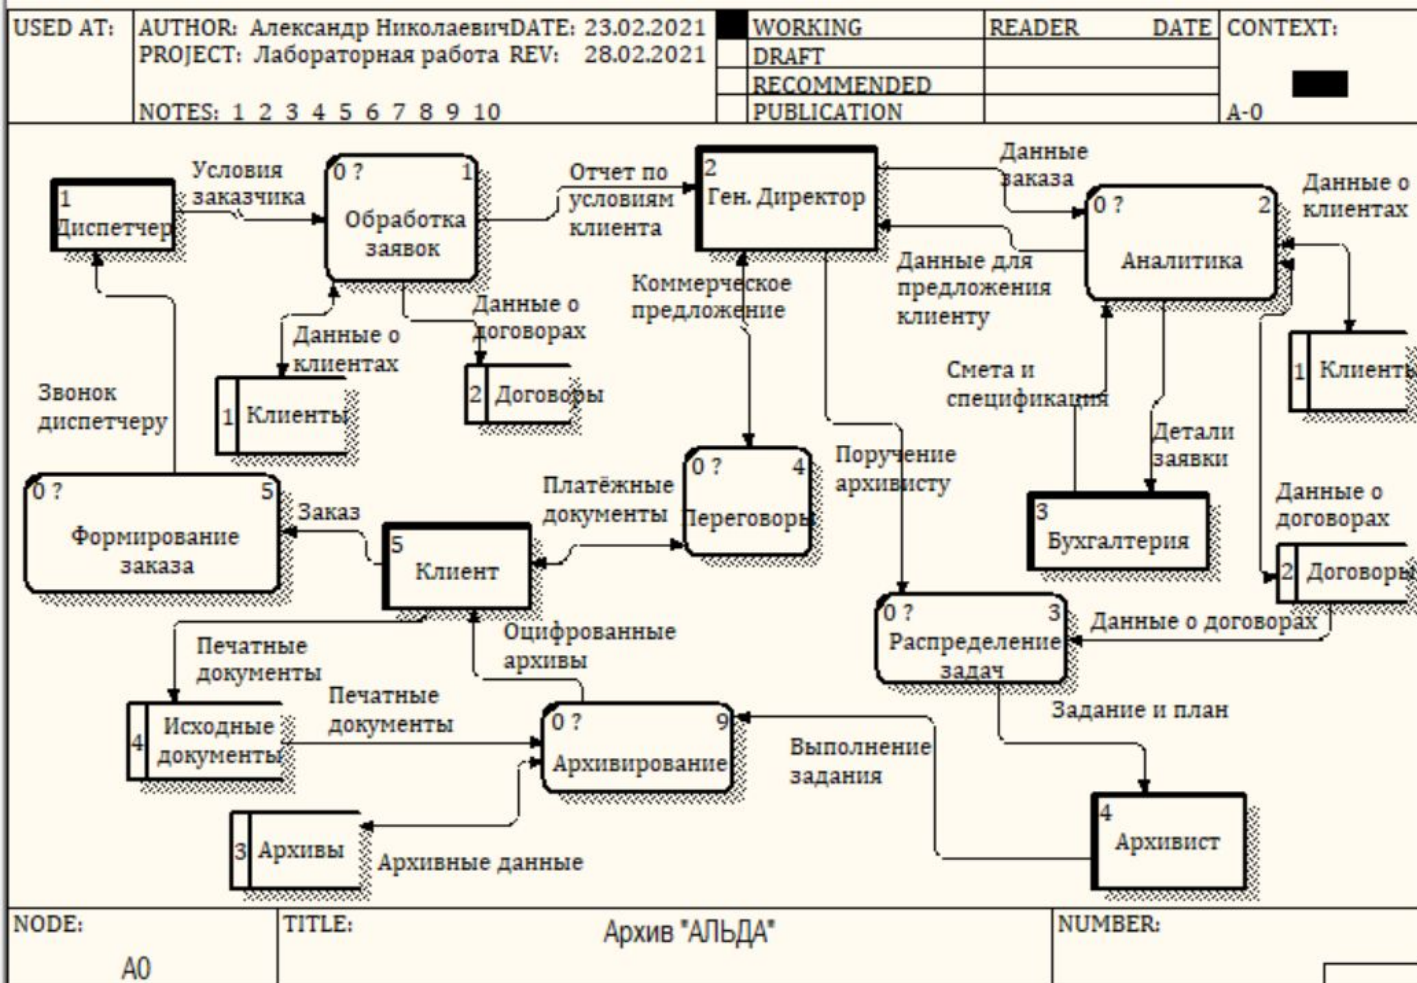 USED AT:
AUTHOR: Александр Николаевич DATE: 23.02.2021
PROJECT: Лабораторная работа REV: 28.02.2021
NOTES: 1 2 3 4 5 6 7 8 9 10
WORKING
DRAFT
RECOMMENDED
PUBLICATION
READER DATE
CONTEXT:
A-0
1
Диспетчер
Условия
заказчика
0 ? 1
Обработка
заявок
Отчет по
условиям
клиента
2
Ген. Директор
Данные
заказа
0 ? 2
Аналитика
Данные о
клиентах
Данные для
предложения
клиенту
Коммерческое
предложение
Данные о
клиентах
Данные о
договорах
1 Клиенты
2 Договоры
1 Клиенты
Звонок
диспетчеру
Смета и
спецификация
Детали
заявки
Поручение
архивисту
0 ? 4
Переговоры
Платёжные
документы
0 ? 5
Формирование
заказа
Заказ
5
Клиент
3
Бухгалтерия
Данные о
договорах
2 Договоры
0 ? 3
Распределение
задач
Данные о договорах
Печатные
документы
Оцифрованные
архивы
Печатные
документы
4
Исходные
документы
0 ? 9
Архивирование
Выполнение
задания
Задание и план
3 Архивы
Архивные данные
4
Архивист
NODE:
A0
TITLE:
Архив "АЛЬДА"
NUMBER: